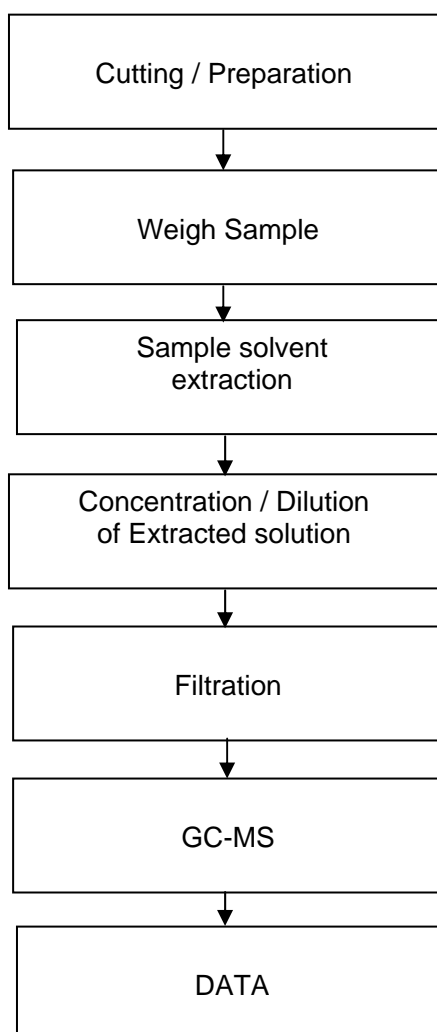 Cutting / Preparation
Weigh Sample
Sample solvent
extraction
Concentration / Dilution
of Extracted solution
Filtration
GC-MS
DATA